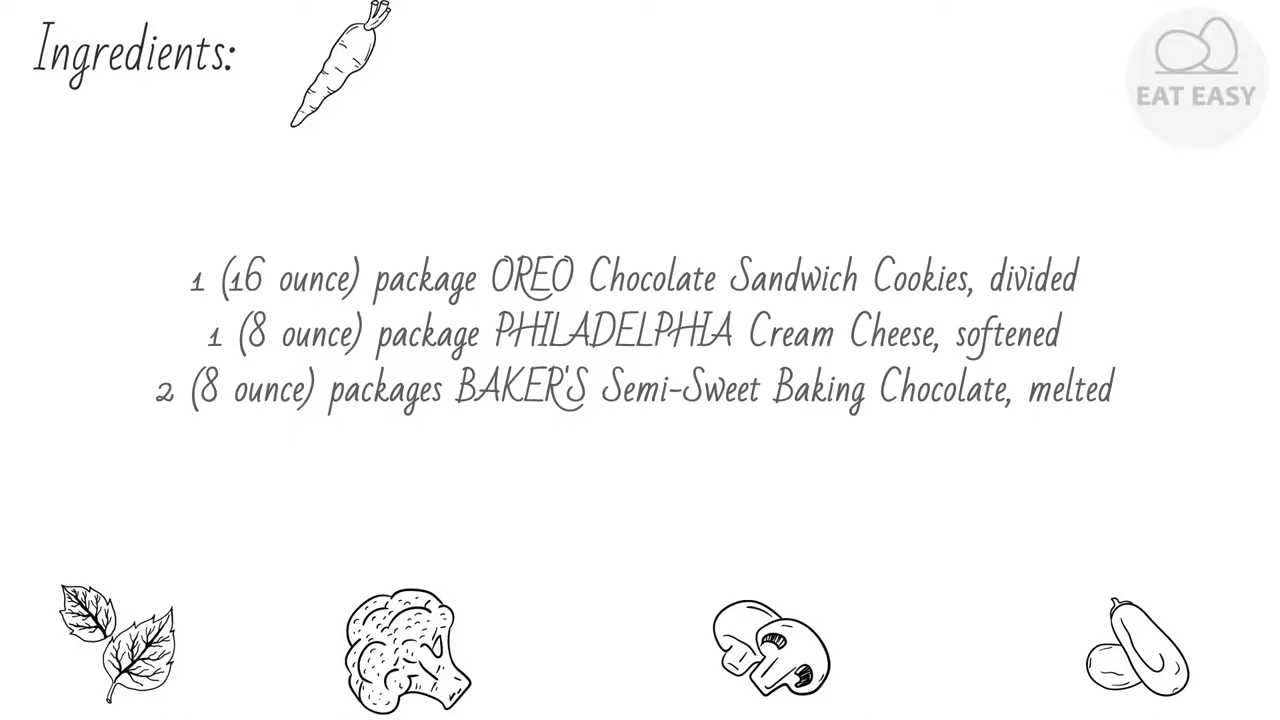 Ingredients:
EAT EASY
1 (16 ounce) package OREO Chocolate Sandwich Cookies, divided
1 (8 ounce) package PHILADELPHIA Cream Cheese, softened
2 (8 ounce) packages BAKER'S Semi-Sweet Baking Chocolate, melted